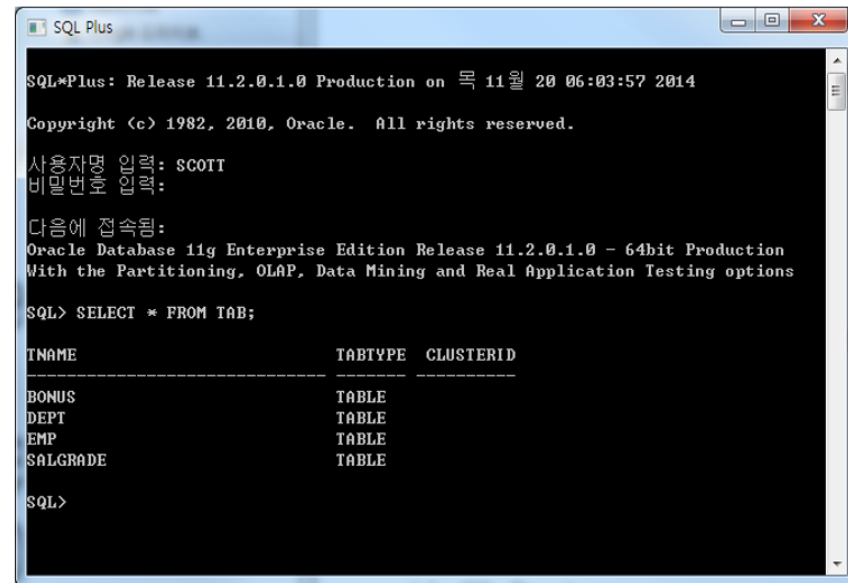 SQL Plus
SQL*Plus: Release 11.2.0.1.0 Production on 목 11월 20 06:03:57 2014
Copyright (c) 1982, 2010, Oracle.  All rights reserved.
사용자명 입력: SCOTT
비밀번호 입력:
다음에 접속됨:
Oracle Database 11g Enterprise Edition Release 11.2.0.1.0 - 64bit Production
With the Partitioning, OLAP, Data Mining and Real Application Testing options
SQL> SELECT * FROM TAB;
TNAME                          TABTYPE  CLUSTERID
------------------------------ ------- ----------
BONUS                          TABLE
DEPT                           TABLE
EMP                            TABLE
SALGRADE                       TABLE
SQL>